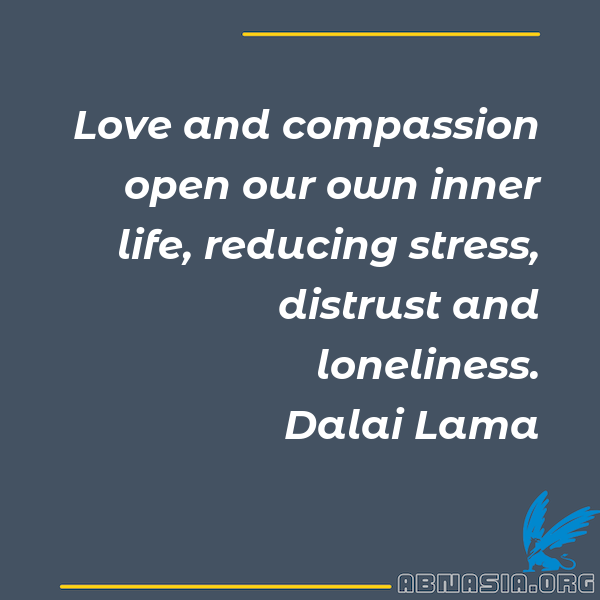 Love and compassion
open our own inner
life, reducing stress,
distrust and
loneliness.
Dalai Lama
ABNASIA.ORG